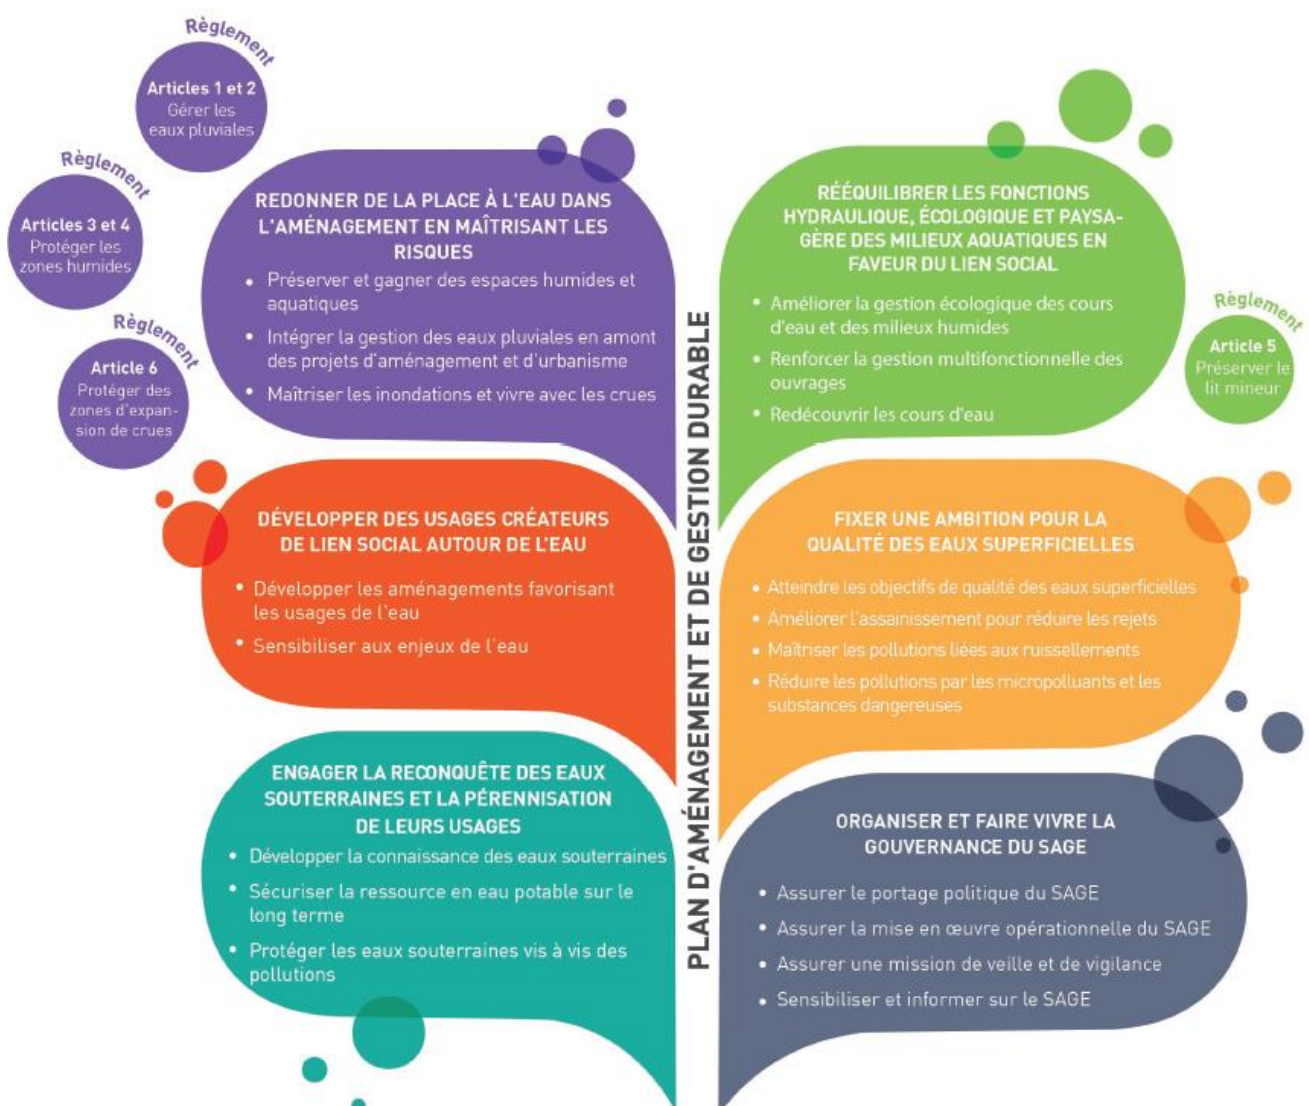 Règlement
Articles 1 et 2
Gérer les
eaux pluviales
Règlement
Articles 3 et 4
Protéger les
zones humides
Règlement
Article 6
Protéger des
zones d'expan-
sion de crues
REDONNER DE LA PLACE À L'EAU DANS
L'AMÉNAGEMENT EN MAÎTRISANT LES
RISQUES
• Préserver et gagner des espaces humides et
aquatiques
• Intégrer la gestion des eaux pluviales en amont
des projets d'aménagement et d'urbanisme
• Maîtriser les inondations et vivre avec les crues
DÉVELOPPER DES USAGES CRÉATEURS
DE LIEN SOCIAL AUTOUR DE L'EAU
• Développer les aménagements favorisant
les usages de l'eau
• Sensibiliser aux enjeux de l'eau
ENGAGER LA RECONQUÊTE DES EAUX
SOUTERRAINES ET LA PÉRENNISATION
DE LEURS USAGES
• Développer la connaissance des eaux souterraines
• Sécuriser la ressource en eau potable sur le
long terme
• Protéger les eaux souterraines vis à vis des
pollutions
PLAN D'AMÉNAGEMENT ET DE GESTION DURABLE
RÉÉQUILIBRER LES FONCTIONS
HYDRAULIQUE, ÉCOLOGIQUE ET PAYSA-
GÈRE DES MILIEUX AQUATIQUES EN
FAVEUR DU LIEN SOCIAL
• Améliorer la gestion écologique des cours
d'eau et des milieux humides
• Renforcer la gestion multifonctionnelle des
ouvrages
• Redécouvrir les cours d'eau
Règlement
Article 5
Préserver le
lit mineur
FIXER UNE AMBITION POUR LA
QUALITÉ DES EAUX SUPERFICIELLES
• Atteindre les objectifs de qualité des eaux superficielles
• Améliorer l'assainissement pour réduire les rejets
• Maîtriser les pollutions liées aux ruissellements
• Réduire les pollutions par les micropolluants et les
substances dangereuses
ORGANISER ET FAIRE VIVRE LA
GOUVERNANCE DU SAGE
• Assurer le portage politique du SAGE
• Assurer la mise en œuvre opérationnelle du SAGE
• Assurer une mission de veille et de vigilance
• Sensibiliser et informer sur le SAGE